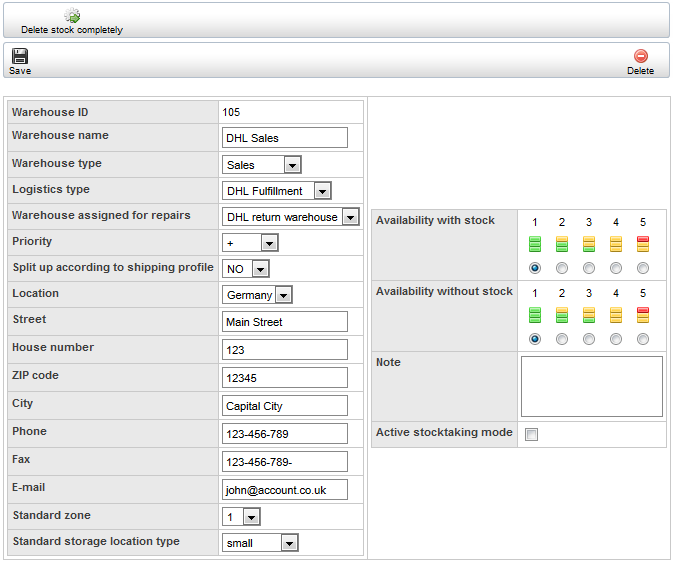 Delete stock completely
Save
Delete
Warehouse ID 105
Warehouse name DHL Sales
Warehouse type Sales
Logistics type DHL Fulfillment
Warehouse assigned for repairs DHL return warehouse
Priority +
Split up according to shipping profile NO
Location Germany
Street Main Street
House number 123
ZIP code 12345
City Capital City
Phone 123-456-789
Fax 123-456-789-
E-mail john@account.co.uk
Standard zone 1
Standard storage location type small
Availability with stock 1 2 3 4 5
Availability without stock 1 2 3 4 5
Note
Active stocktaking mode